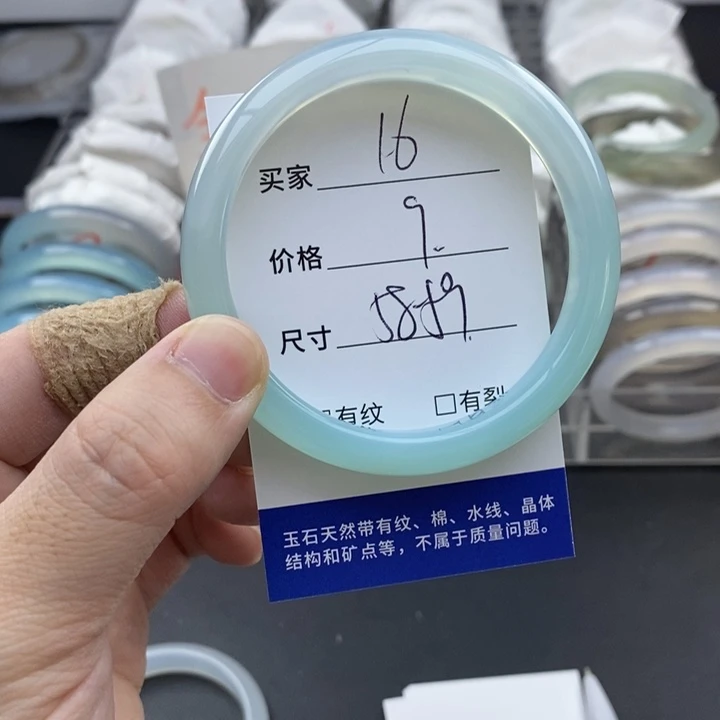 买家 16
价格 9.
尺寸 58-59.
有纹 □有裂
玉石天然带有纹、棉、水线、晶体
结构和矿点等，不属于质量问题。